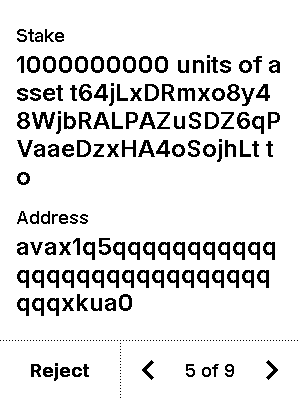 Stake
1000000000 units of a
sset t64jLxDRmxo8y4
8WjbRALPAZuSDZ6qP
VaaeDzxHA4oSojhLt t
o
Address
avax1q5qqqqqqqqqqq
qqqqqqqqqqqqqqqqq
qqqxkua0
Reject
5 of 9